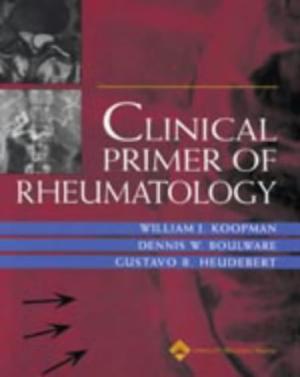 CLINICAL
PRIMER OF
RHEUMATOLOGY
WILLIAM J. KOOPMAN
DENNIS W. BOULWARE
GUSTAVO R. HEUDEBERT